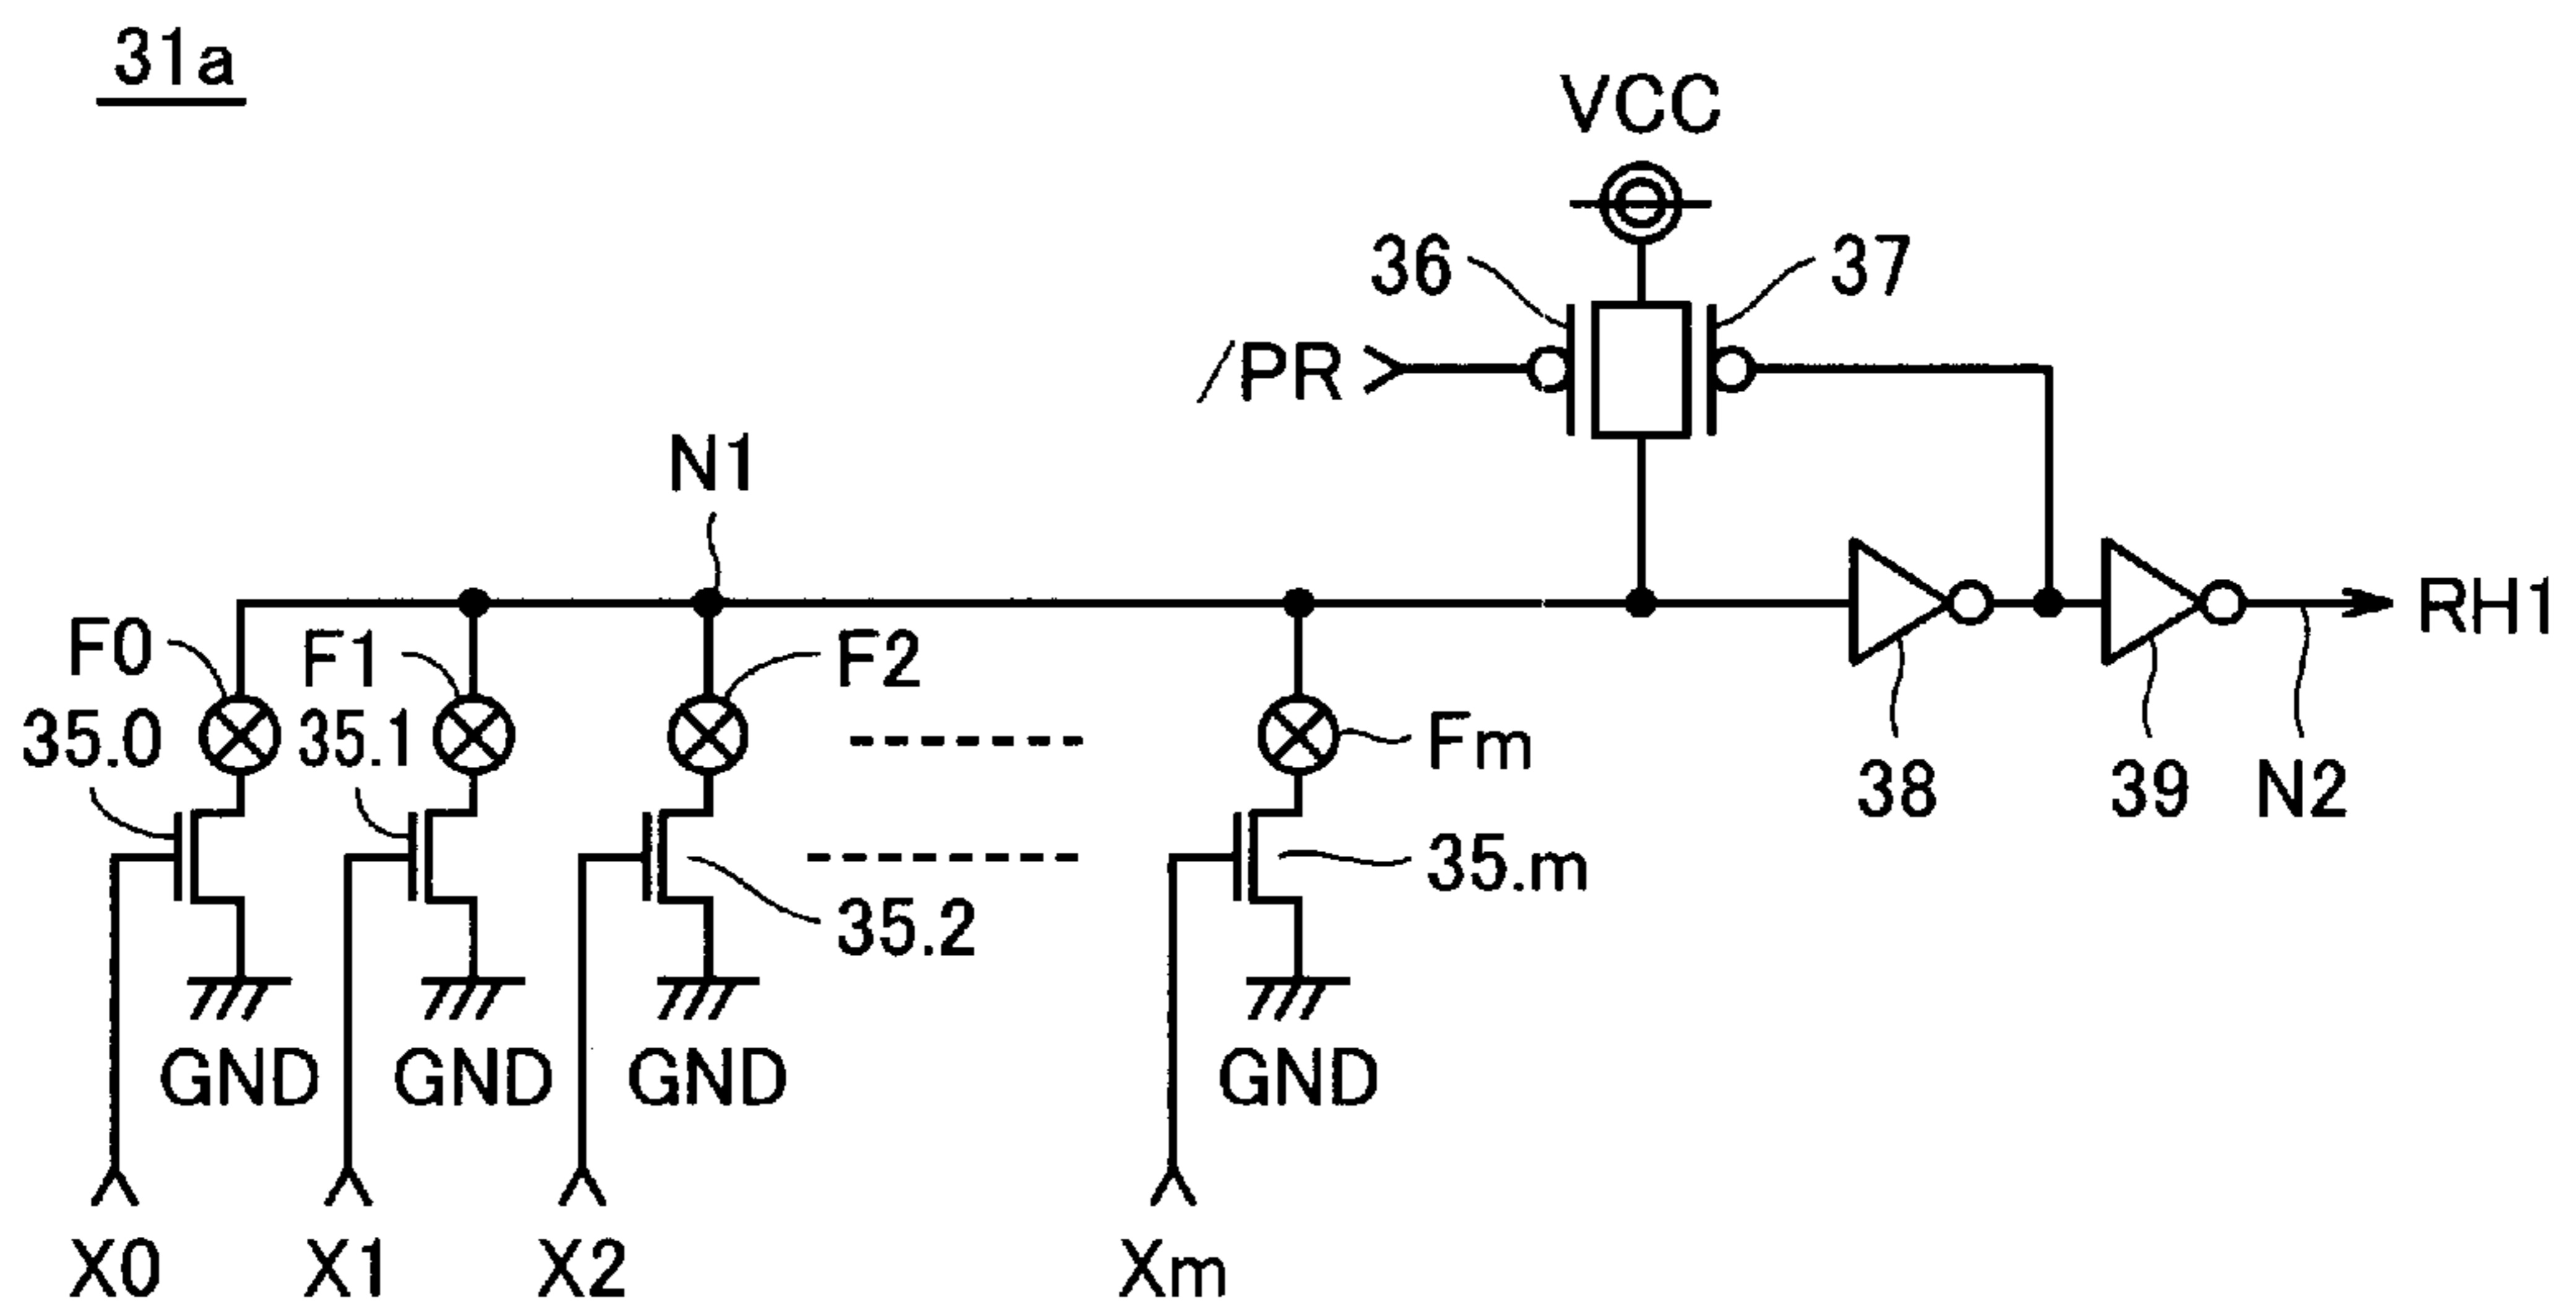 31a
VCC
36
37
/PR
N1
RH1
F0
F1
F2
35.0
35.1
Fm
38
39
N2
35.m
35.2
GND
GND
GND
GND
X0
X1
X2
Xm